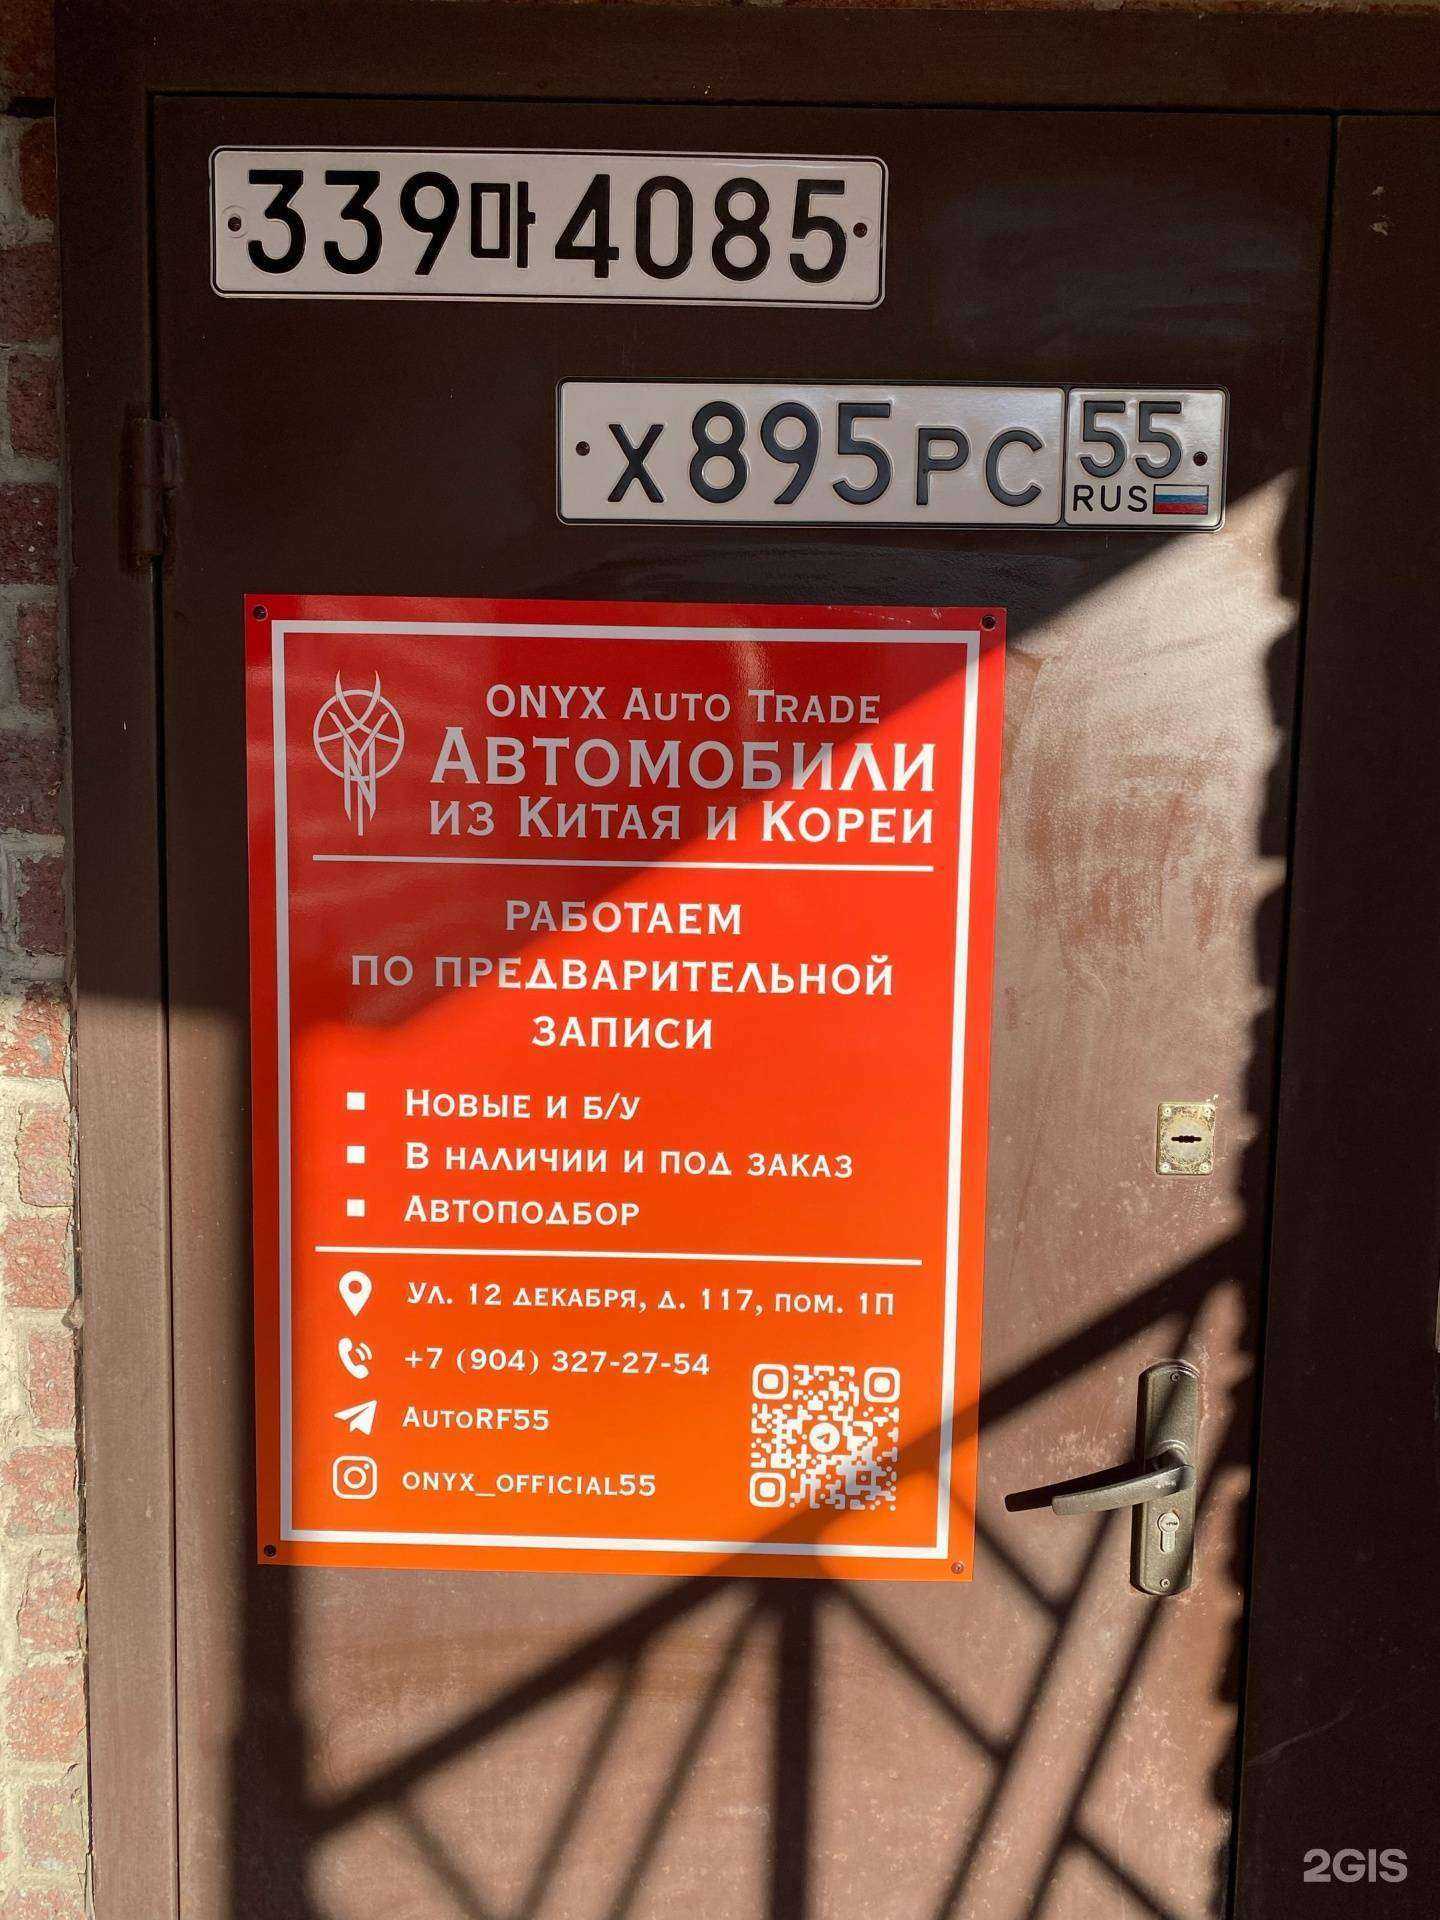 339마4085
Х895РС 55
RUS
ONYX AUTO TRADE
АВТОМОБИЛИ
ИЗ КИТАЯ И КОРЕИ
РАБОТАЕМ
ПО ПРЕДВАРИТЕЛЬНОЙ
ЗАПИСИ
НОВЫЕ И Б/У
В НАЛИЧИИ И ПОД ЗАКАЗ
АВТОПОДБОР
УЛ. 12 ДЕКАБРЯ, Д. 117, ПОМ. 1П
+7 (904) 327-27-54
AUTORF55
ONYX_OFFICIAL55
2GIS